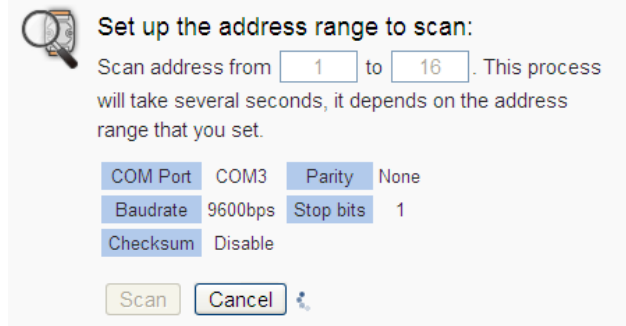 Set up the address range to scan:
Scan address from 1 to 16 . This process
will take several seconds, it depends on the address
range that you set.
COM Port COM3 Parity None
Baudrate 9600bps Stop bits 1
Checksum Disable
Scan Cancel